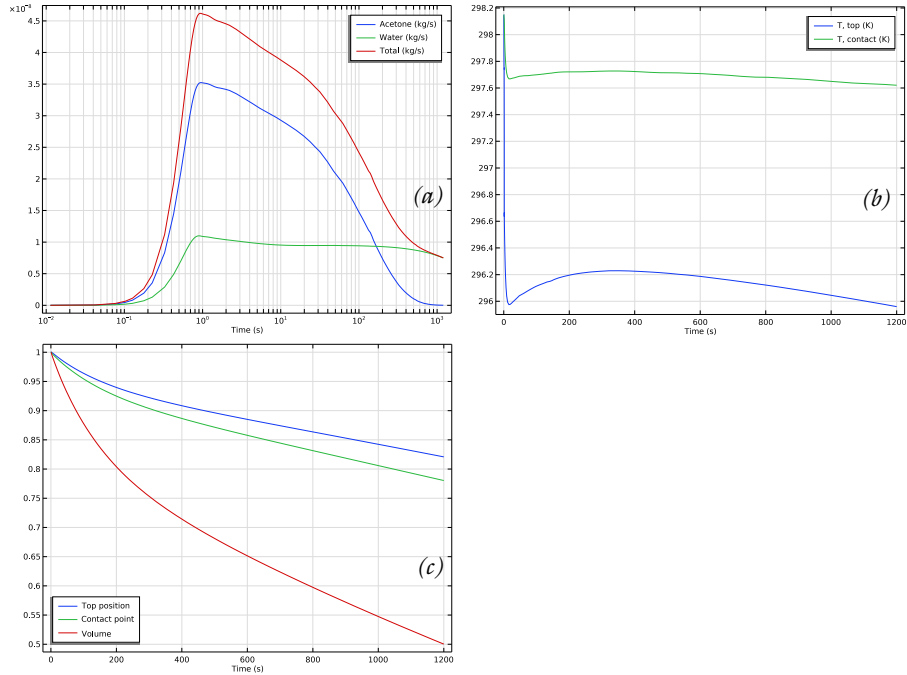 4.5
4
3.5
3
2.5
2
1.5
1
0.5
0
Acetone (kg/s)
Water (kg/s)
Total (kg/s)
(a)
10⁻² 10⁻¹ 10⁰ 10¹ 10² 10³
Time (s)
298.2
298
297.8
297.6
297.4
297.2
297
296.8
296.6
296.4
296.2
296
T, top (K)
T, contact (K)
(b)
0 200 400 600 800 1000 1200
Time (s)
1
0.95
0.9
0.85
0.8
0.75
0.7
0.65
0.6
0.55
0.5
(c)
Top position
Contact point
Volume
0 200 400 600 800 1000 1200
Time (s)